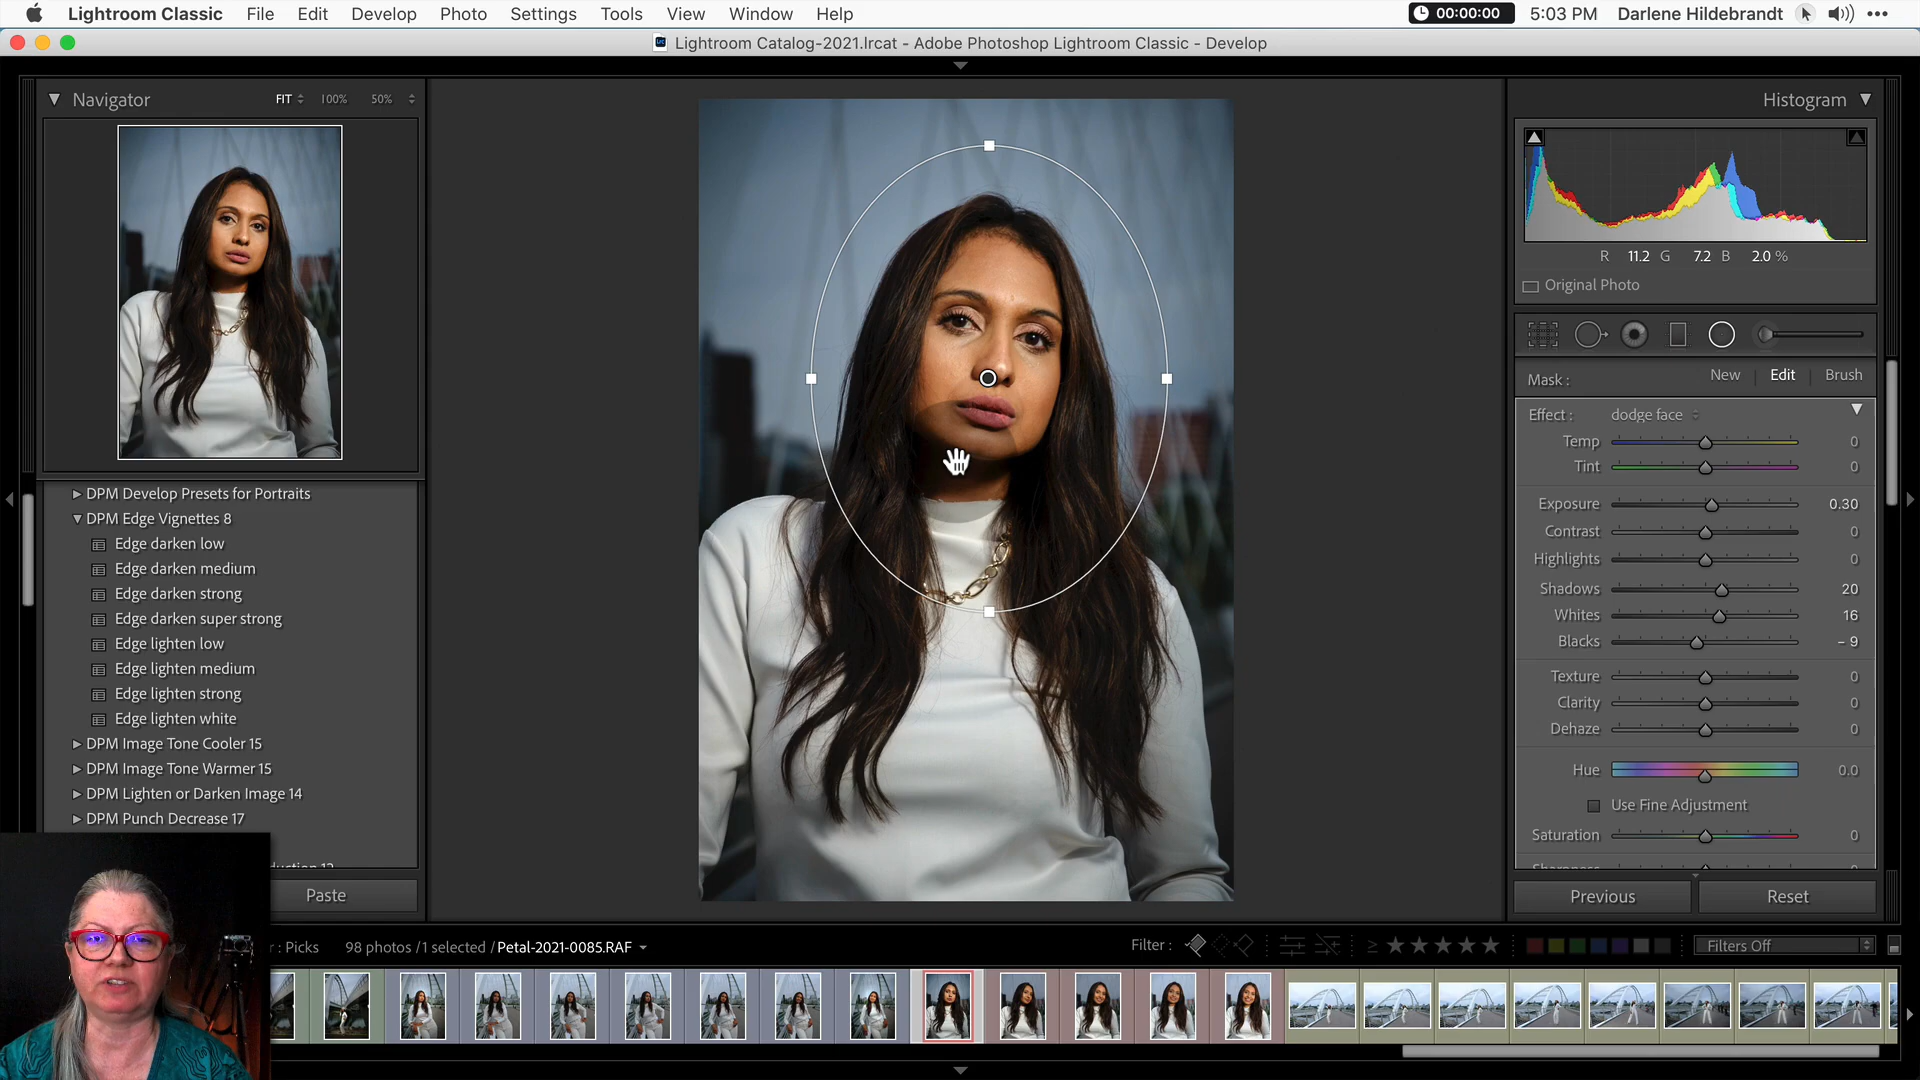 Lightroom Classic File Edit Develop Photo Settings Tools View Window Help 00:00:00 5:03 PM Darlene Hildebrandt
Lightroom Catalog-2021.lrcat - Adobe Photoshop Lightroom Classic - Develop
Navigator FIT 100% 50%
DPM Develop Presets for Portraits
DPM Edge Vignettes 8
Edge darken low
Edge darken medium
Edge darken strong
Edge darken super strong
Edge lighten low
Edge lighten medium
Edge lighten strong
Edge lighten white
DPM Image Tone Cooler 15
DPM Image Tone Warmer 15
DPM Lighten or Darken Image 14
DPM Punch Decrease 17
Paste
Histogram
R 11.2 G 7.2 B 2.0 %
Original Photo
Mask : New Edit Brush
Effect : dodge face
Temp 0
Tint 0
Exposure 0.30
Contrast 0
Highlights 0
Shadows 20
Whites 16
Blacks – 9
Texture 0
Clarity 0
Dehaze 0
Hue 0.0
Use Fine Adjustment
Saturation 0
Previous Reset
: Picks 98 photos /1 selected /Petal-2021-0085.RAF Filter : ≥ ★★★★★ Filters Off